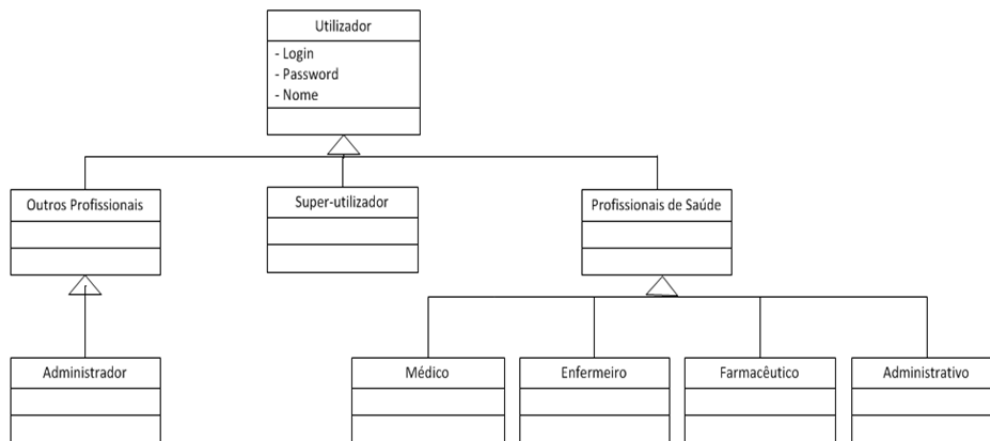 Utilizador
- Login
- Password
- Nome
Outros Profissionais
Super-utilizador
Profissionais de Saúde
Administrador
Médico
Enfermeiro
Farmacêutico
Administrativo